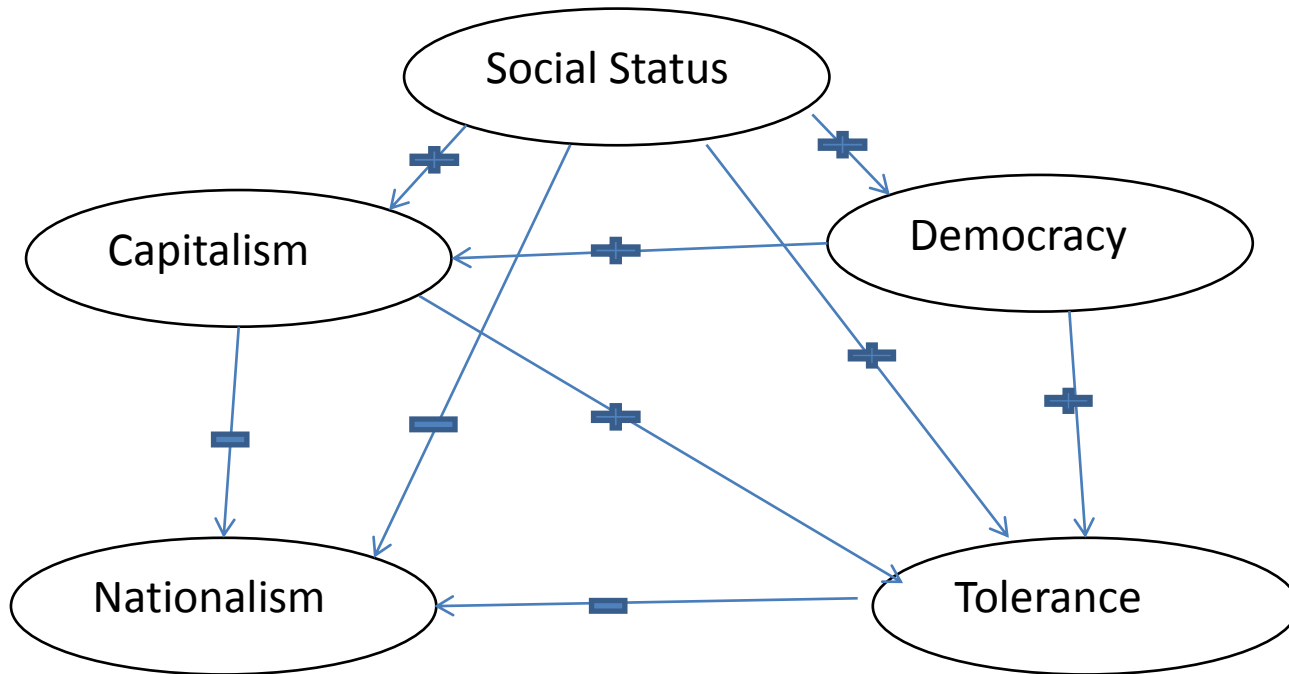 Social Status
Capitalism
Democracy
Nationalism
Tolerance